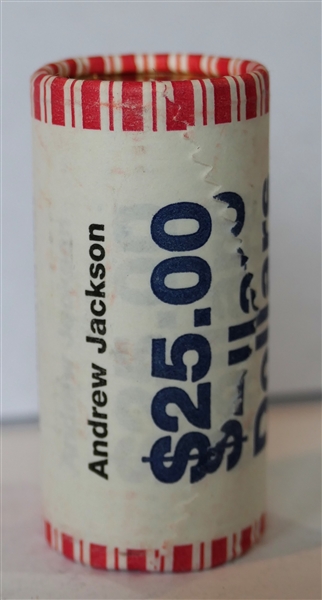 Andrew Jackson
$25.00
$
Dollars